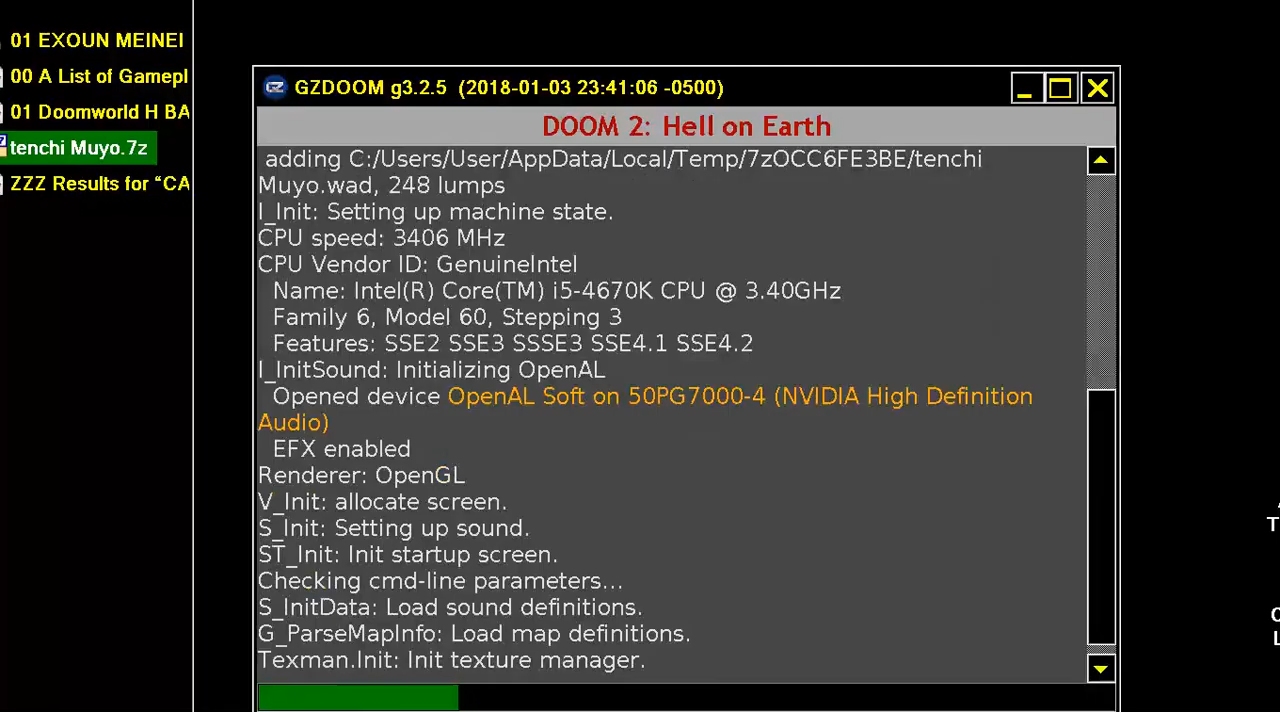 01 EXOUN MEINEI
00 A List of Gamepl
01 Doomworld H BA
tenchi Muyo.7z
ZZZ Results for “CA
GZDOOM g3.2.5 (2018-01-03 23:41:06 -0500)
DOOM 2: Hell on Earth
adding C:/Users/User/AppData/Local/Temp/7zOCC6FE3BE/tenchi
Muyo.wad, 248 lumps
I_Init: Setting up machine state.
CPU speed: 3406 MHz
CPU Vendor ID: GenuineIntel
Name: Intel(R) Core(TM) i5-4670K CPU @ 3.40GHz
Family 6, Model 60, Stepping 3
Features: SSE2 SSE3 SSSE3 SSE4.1 SSE4.2
I_InitSound: Initializing OpenAL
Opened device OpenAL Soft on 50PG7000-4 (NVIDIA High Definition
Audio)
EFX enabled
Renderer: OpenGL
V_Init: allocate screen.
S_Init: Setting up sound.
ST_Init: Init startup screen.
Checking cmd-line parameters...
S_InitData: Load sound definitions.
G_ParseMapInfo: Load map definitions.
Texman.Init: Init texture manager.